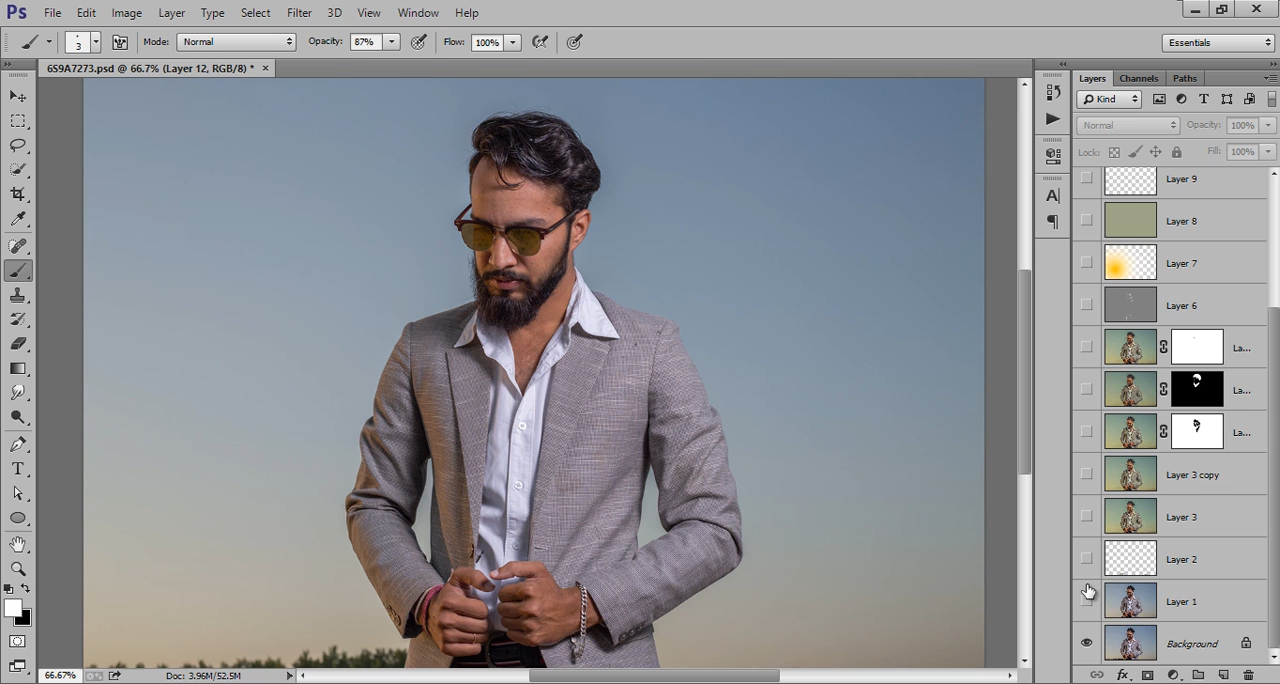 Ps File Edit Image Layer Type Select Filter 3D View Window Help
3 Mode: Normal Opacity: 87% Flow: 100% Essentials
6S9A7273.psd @ 66.7% (Layer 12, RGB/8) * ×
Layers Channels Paths
Kind T
Normal Opacity: 100%
Lock: Fill: 100%
Layer 9
Layer 8
Layer 7
Layer 6
La...
La...
La...
Layer 3 copy
Layer 3
Layer 2
Layer 1
Background
A
T
66.67% Doc: 3.96M/52.5M
fx